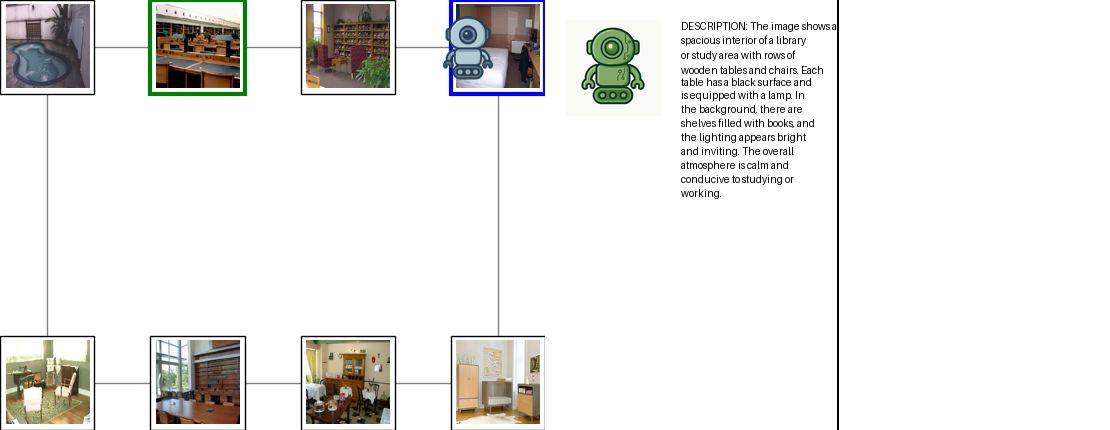 DESCRIPTION: The image shows a
spacious interior of a library
or study area with rows of
wooden tables and chairs. Each
table has a black surface and
is equipped with a lamp. In
the background, there are
shelves filled with books, and
the lighting appears bright
and inviting. The overall
atmosphere is calm and
conducive to studying or
working.